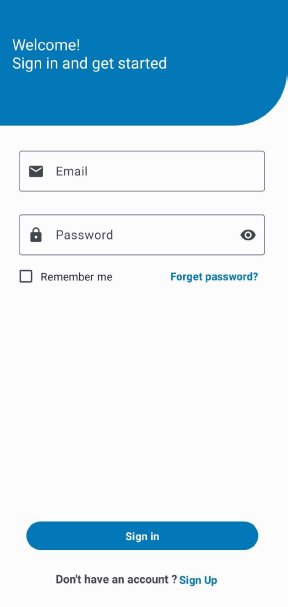 Welcome!
Sign in and get started
Email
Password
Remember me
Forget password?
Sign in
Don't have an account ? Sign Up